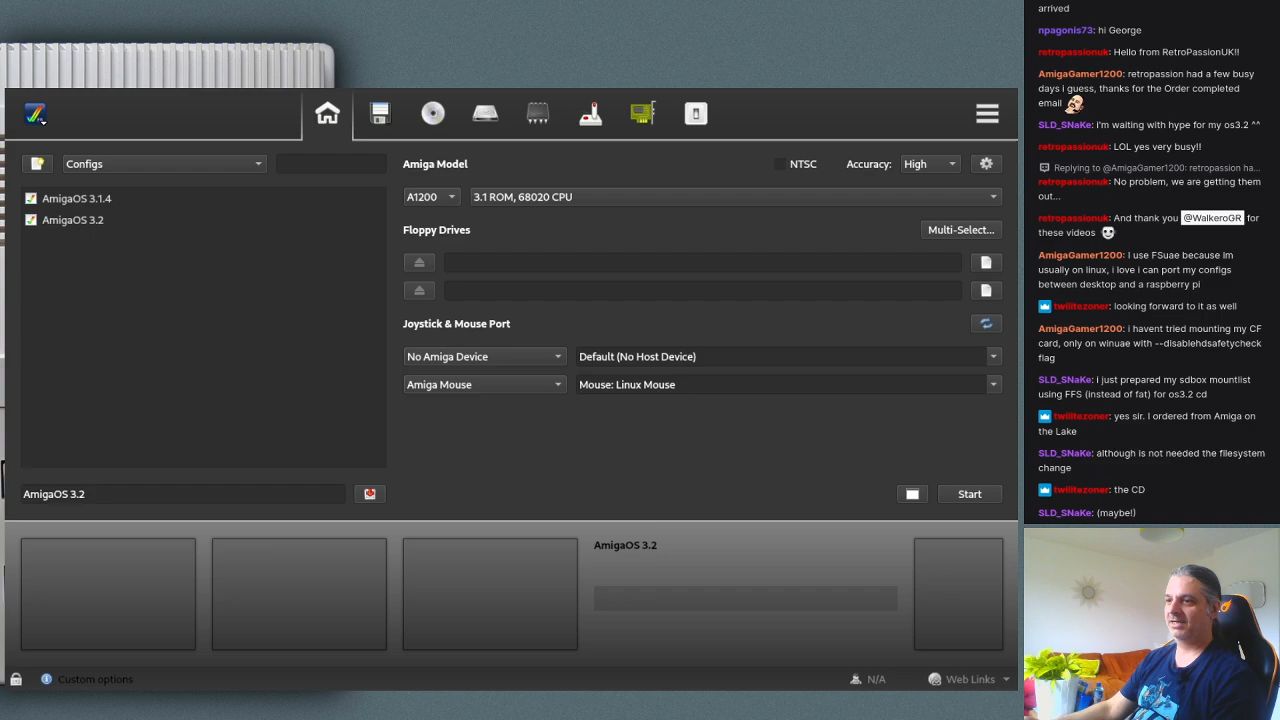 Configs
AmigaOS 3.1.4
AmigaOS 3.2
AmigaOS 3.2
Amiga Model
NTSC
Accuracy:
High
A1200
3.1 ROM, 68020 CPU
Floppy Drives
Multi-Select...
Joystick & Mouse Port
No Amiga Device
Default (No Host Device)
Amiga Mouse
Mouse: Linux Mouse
Start
AmigaOS 3.2
Custom options
N/A
Web Links
arrived
npagonis73: hi George
retropassionuk: Hello from RetroPassionUK!!
AmigaGamer1200: retropassion had a few busy
days i guess, thanks for the Order completed
email
SLD_SNaKe: i'm waiting with hype for my os3.2 ^^
retropassionuk: LOL yes very busy!!
Replying to @AmigaGamer1200: retropassion ha...
retropassionuk: No problem, we are getting them
out...
retropassionuk: And thank you @WalkeroGR for
these videos
AmigaGamer1200: I use FSuae because Im
usually on linux, i love i can port my configs
between desktop and a raspberry pi
twilitezoner: looking forward to it as well
AmigaGamer1200: i havent tried mounting my CF
card, only on winuae with --disablehdsafetycheck
flag
SLD_SNaKe: i just prepared my sdbox mountlist
using FFS (instead of fat) for os3.2 cd
twilitezoner: yes sir. I ordered from Amiga on
the Lake
SLD_SNaKe: although is not needed the filesystem
change
twilitezoner: the CD
SLD_SNaKe: (maybe!)